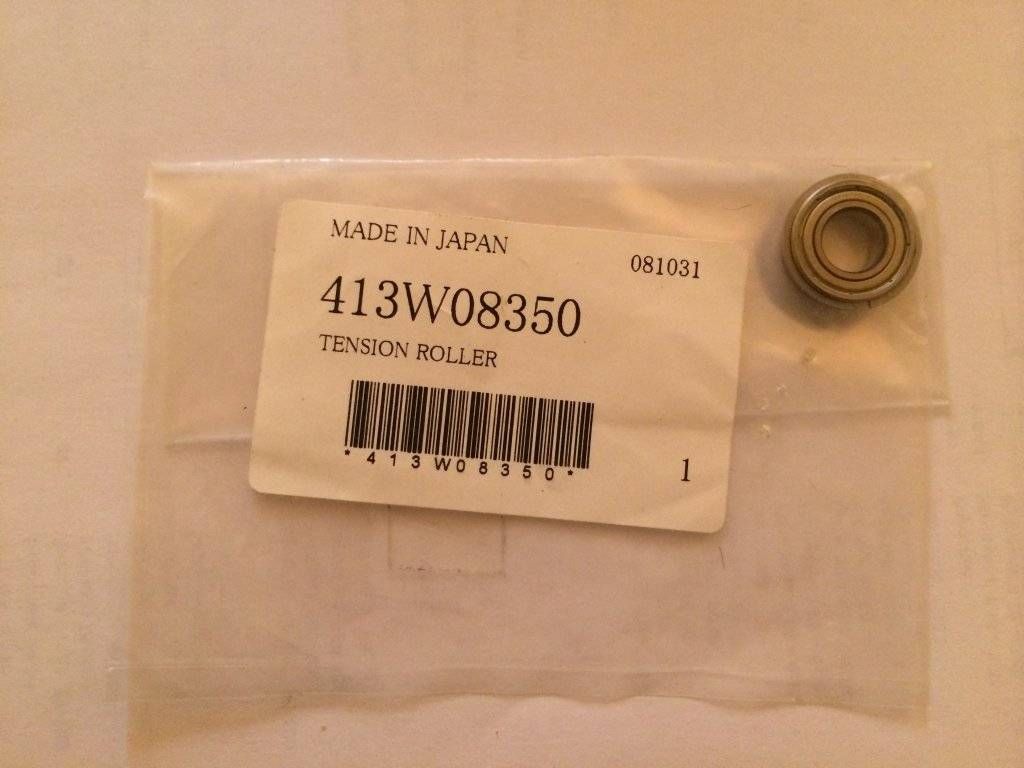 MADE IN JAPAN
081031
413W08350
TENSION ROLLER
*413W08350*
1